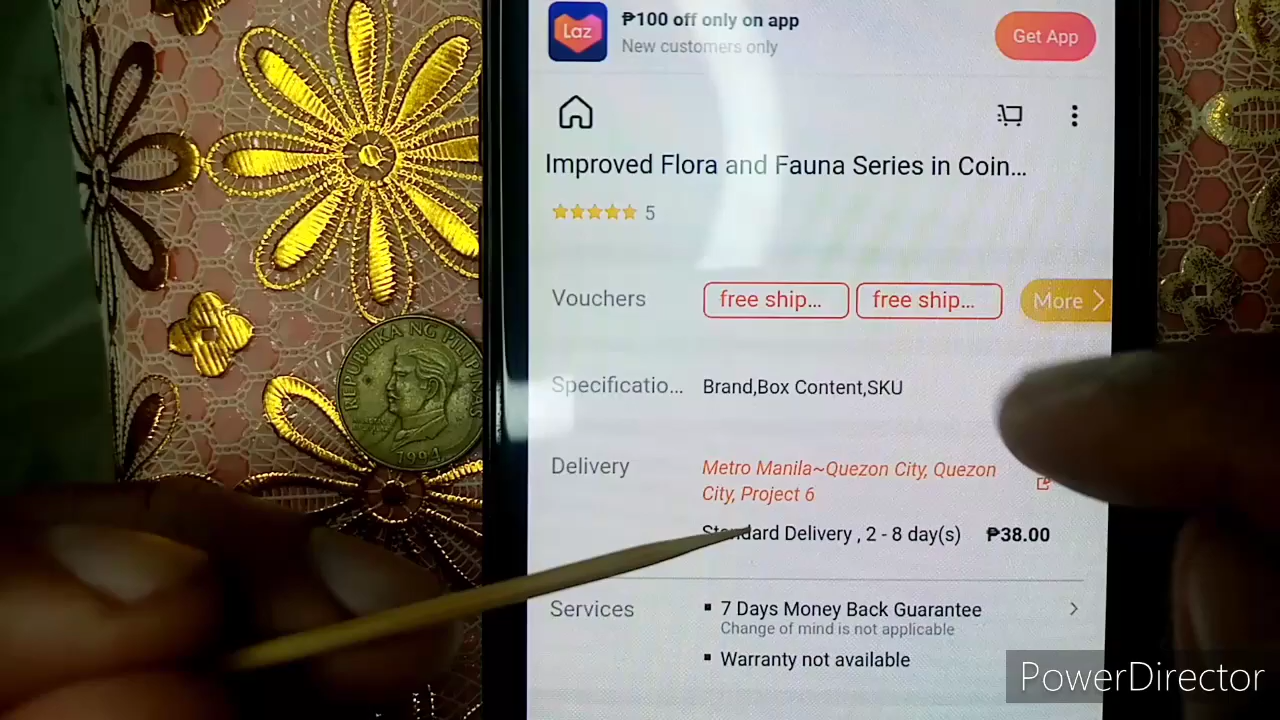 Laz
₱100 off only on app
New customers only
Get App
Improved Flora and Fauna Series in Coin...
5
Vouchers
free ship...
free ship...
More
Specificatio...
Brand,Box Content,SKU
Delivery
Metro Manila~Quezon City, Quezon
City, Project 6
Standard Delivery , 2 - 8 day(s) ₱38.00
Services
7 Days Money Back Guarantee
Change of mind is not applicable
Warranty not available
REPUBLIKA NG PILIPINAS
1994
PowerDirector